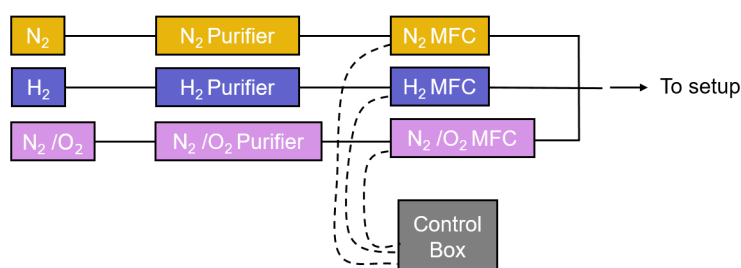 N₂ N₂ Purifier N₂ MFC
H₂ H₂ Purifier H₂ MFC To setup
N₂ /O₂ N₂ /O₂ Purifier N₂ /O₂ MFC
Control
Box